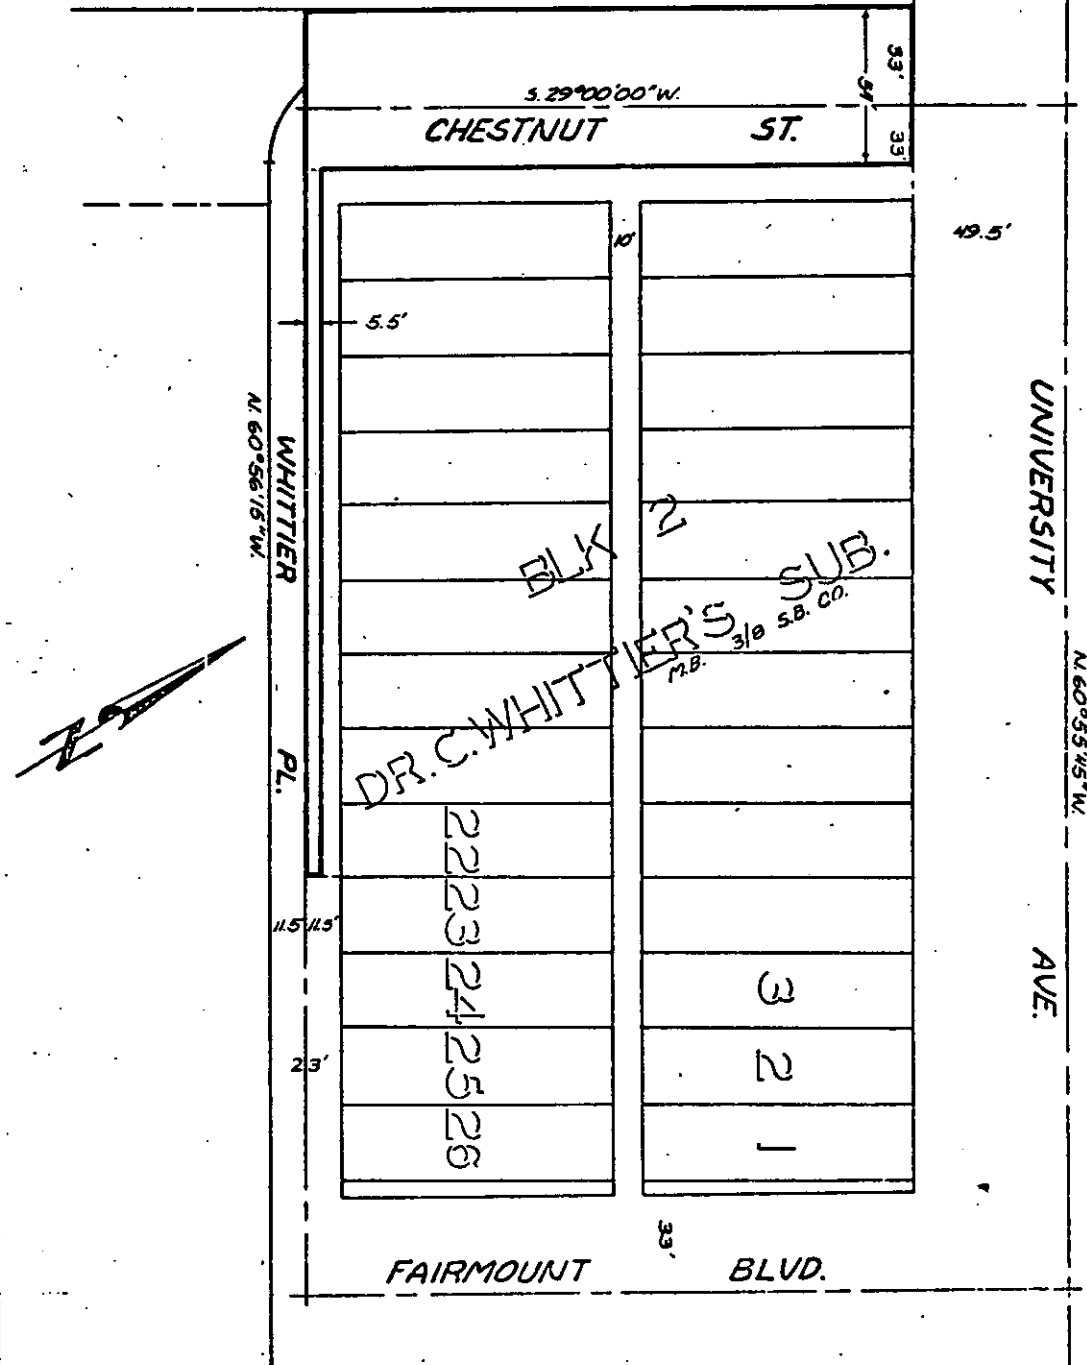 33'
54'
33'
S. 29°00'00"W.
CHESTNUT ST.
10'
49.5'
5.5'
UNIVERSITY AVE.
N. 60°55'45"W.
WHITTIER PL.
N. 60°56'15"W.
BLK 2
DR. C. WHITTIER'S SUB.
M.B. 3/8 S.B. CO.
N
22
23
24
25
26
3
2
1
11.5' 11.5'
23'
33'
FAIRMOUNT BLVD.